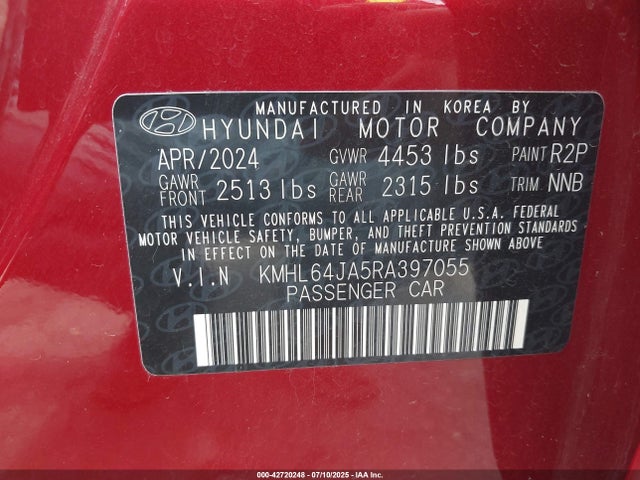 MANUFACTURED IN KOREA BY
HYUNDAI MOTOR COMPANY
APR/2024 GVWR 4453 lbs PAINT R2P
GAWR FRONT 2513 lbs GAWR REAR 2315 lbs TRIM NNB
THIS VEHICLE CONFORMS TO ALL APPLICABLE U.S.A. FEDERAL
MOTOR VEHICLE SAFETY, BUMPER, AND THEFT PREVENTION STANDARDS
IN EFFECT ON THE DATE OF MANUFACTURE SHOWN ABOVE.
V.I.N KMHL64JA5RA397055
PASSENGER CAR
000-42720248 - 07/10/2025 - IAA Inc.